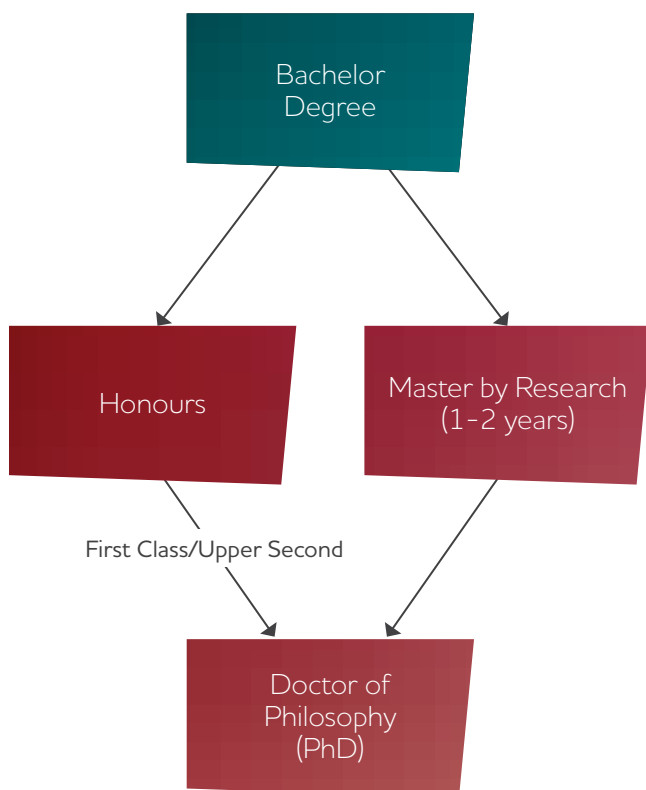 Bachelor
Degree
Honours
Master by Research
(1-2 years)
First Class/Upper Second
Doctor of
Philosophy
(PhD)